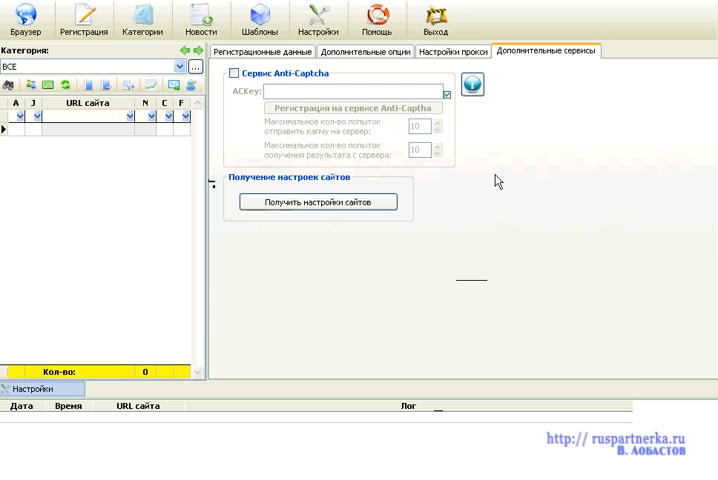 Браузер Регистрация Категории Новости Шаблоны Настройки Помощь Выход
Категория:
Регистрационные данные Дополнительные опции Настройки прокси Дополнительные сервисы
ВСЕ ...
Сервис Anti-Captcha
ACKey:
Регистрация на сервисе Anti-Captha
Максимальное кол-во попыток
отправить капчу на сервер:
10
Максимальное кол-во попыток
получения результата с сервера:
10
A J URL сайта N C F
Получение настроек сайтов
Получить настройки сайтов
Кол-во: 0
Настройки
Дата Время URL сайта Лог
http:// ruspartnerka.ru
В. Лобастов